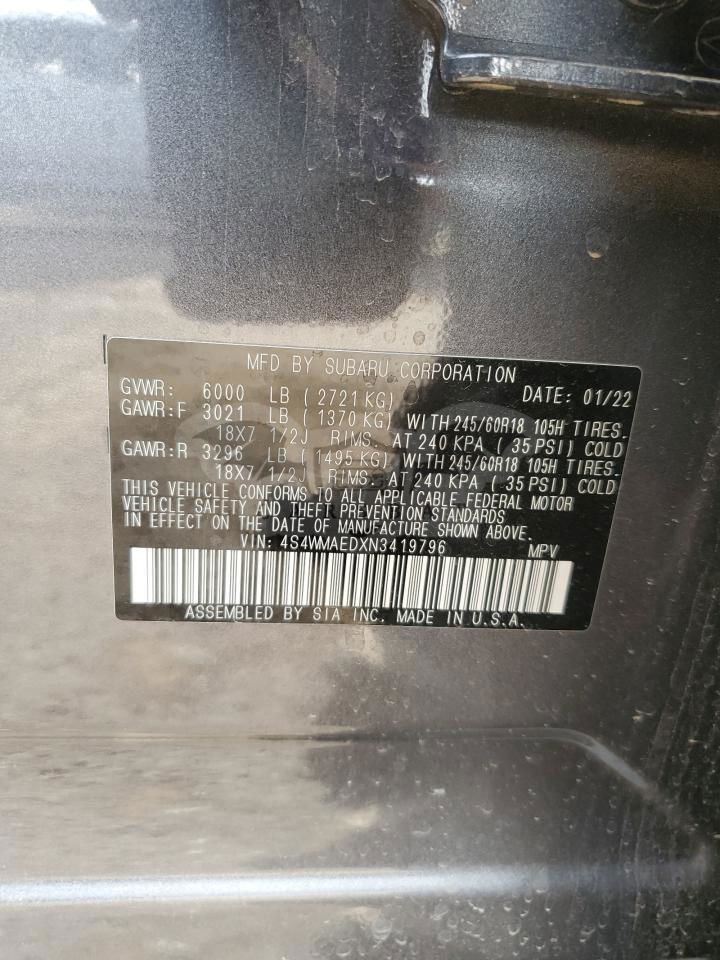 MFD BY SUBARU CORPORATION
GVWR: 6000 LB ( 2721 KG) DATE: 01/22
GAWR:F 3021 LB ( 1370 KG) WITH 245/60R18 105H TIRES.
18X7 1/2J RIMS. AT 240 KPA ( 35 PSI) COLD
GAWR:R 3296 LB ( 1495 KG) WITH 245/60R18 105H TIRES.
18X7 1/2J RIMS. AT 240 KPA ( 35 PSI) COLD
THIS VEHICLE CONFORMS TO ALL APPLICABLE FEDERAL MOTOR
VEHICLE SAFETY AND THEFT PREVENTION STANDARDS
IN EFFECT ON THE DATE OF MANUFACTURE SHOWN ABOVE.
VIN: 4S4WMAEDXN3419796 MPV
ASSEMBLED BY SIA INC. MADE IN U.S.A.